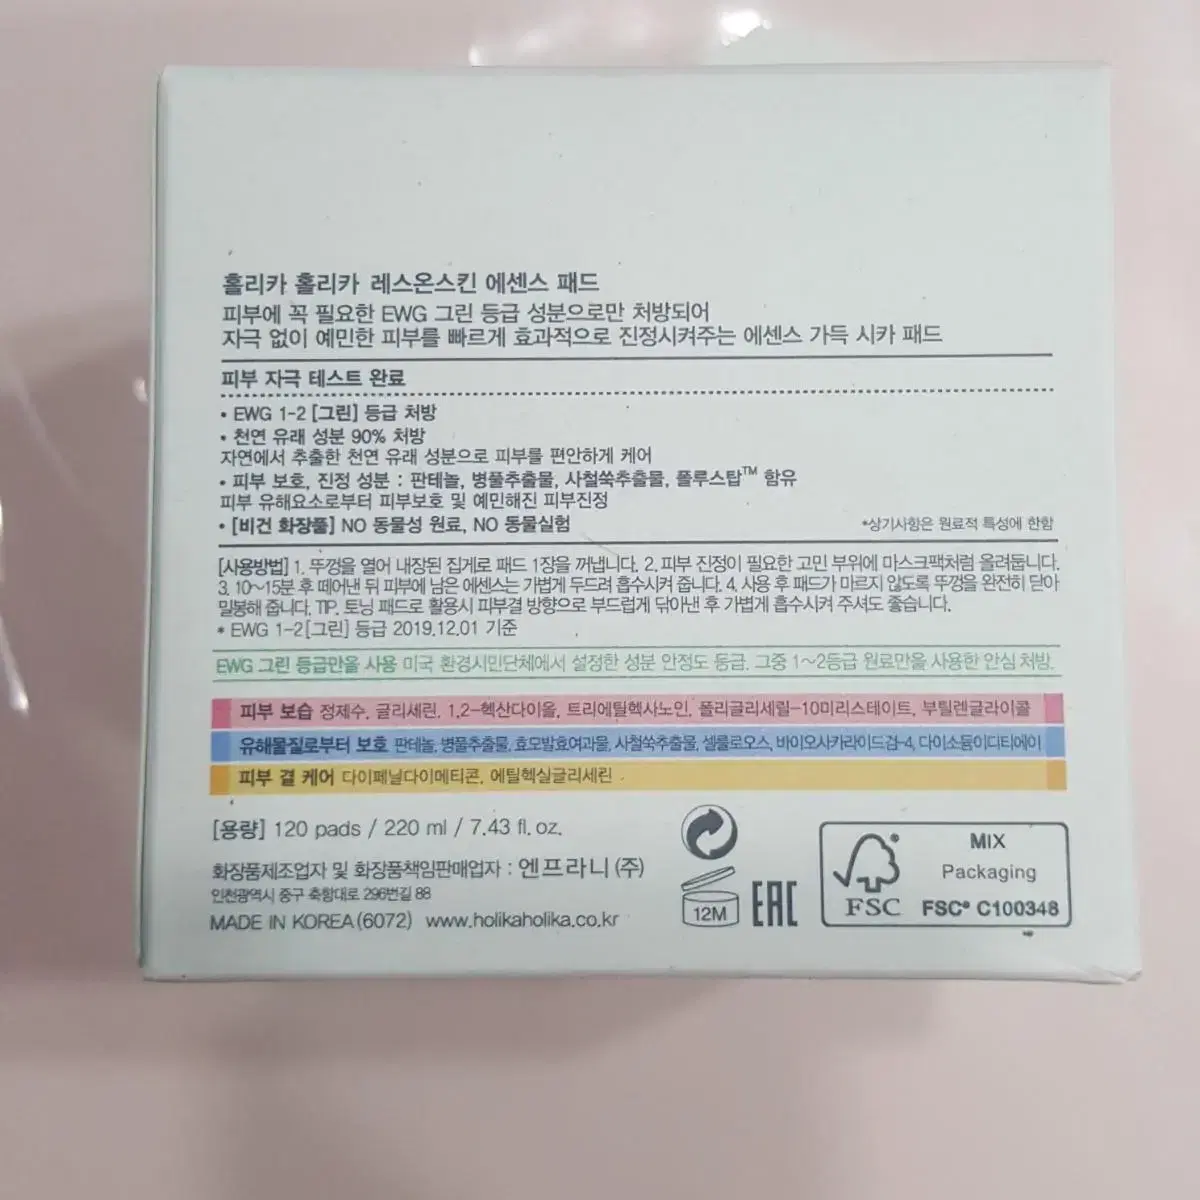 홀리카 홀리카 레스온스킨 에센스 패드
피부에 꼭 필요한 EWG 그린 등급 성분으로만 처방되어
자극 없이 예민한 피부를 빠르게 효과적으로 진정시켜주는 에센스 가득 시카 패드
피부 자극 테스트 완료
• EWG 1-2 [그린] 등급 처방
• 천연 유래 성분 90% 처방
자연에서 추출한 천연 유래 성분으로 피부를 편안하게 케어
• 피부 보호, 진정 성분 : 판테놀, 병풀추출물, 사철쑥추출물, 풀루스탑™ 함유
피부 유해요소로부터 피부보호 및 예민해진 피부진정
• [비건 화장품] NO 동물성 원료, NO 동물실험
*상기사항은 원료적 특성에 한함
[사용방법] 1. 뚜껑을 열어 내장된 집게로 패드 1장을 꺼냅니다. 2. 피부 진정이 필요한 고민 부위에 마스크팩처럼 올려둡니다.
3. 10~15분 후 떼어낸 뒤 피부에 남은 에센스는 가볍게 두드려 흡수시켜 줍니다. 4. 사용 후 패드가 마르지 않도록 뚜껑을 완전히 닫아
밀봉해 줍니다. TIP. 토닝 패드로 활용시 피부결 방향으로 부드럽게 닦아낸 후 가볍게 흡수시켜 주셔도 좋습니다.
* EWG 1-2[그린] 등급 2019.12.01 기준
EWG 그린 등급만을 사용 미국 환경시민단체에서 설정한 성분 안정도 등급. 그중 1~2등급 원료만을 사용한 안심 처방.
피부 보습 정제수, 글리세린, 1,2-헥산다이올, 트리에틸헥사노인, 폴리글리세릴-10미리스테이트, 부틸렌글라이콜
유해물질로부터 보호 판테놀, 병풀추출물, 효모발효여과물, 사철쑥추출물, 셀룰로오스, 바이오사카라이드검-4, 다이소듐이디티에이
피부 결 케어 다이페닐다이메티콘, 에틸헥실글리세린
[용량] 120 pads / 220 ml / 7.43 fl. oz.
화장품제조업자 및 화장품책임판매업자 : 엔프라니 (주)
인천광역시 중구 축항대로 296번길 88
MADE IN KOREA (6072) www.holikaholika.co.kr
12M
EAC
FSC
MIX
Packaging
FSC® C100348